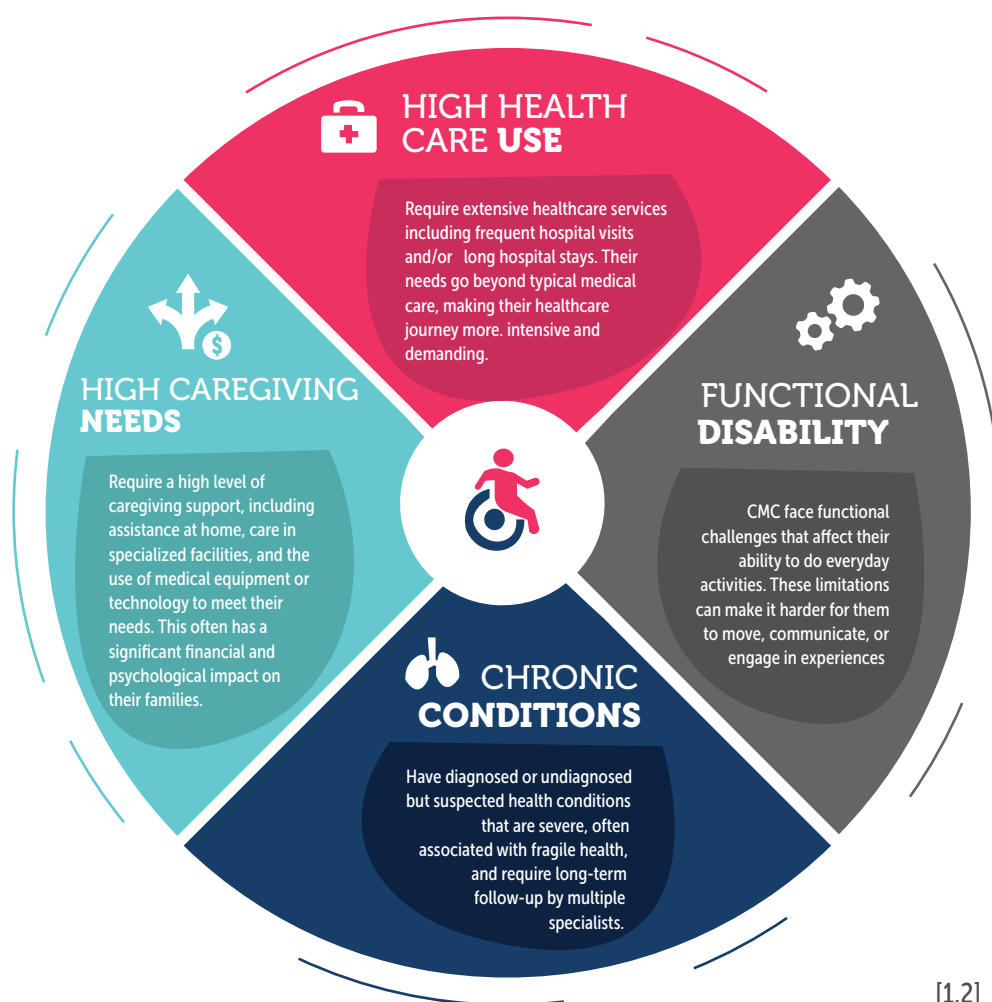 HIGH HEALTH
CARE USE
Require extensive healthcare services
including frequent hospital visits
and/or long hospital stays. Their
needs go beyond typical medical
care, making their healthcare
journey more. intensive and
demanding.
$
HIGH CAREGIVING
NEEDS
Require a high level of
caregiving support, including
assistance at home, care in
specialized facilities, and the
use of medical equipment or
technology to meet their
needs. This often has a
significant financial and
psychological impact on
their families.
FUNCTIONAL
DISABILITY
CMC face functional
challenges that affect their
ability to do everyday
activities. These limitations
can make it harder for them
to move, communicate, or
engage in experiences
CHRONIC
CONDITIONS
Have diagnosed or undiagnosed
but suspected health conditions
that are severe, often
associated with fragile health,
and require long-term
follow-up by multiple
specialists.
[1,2]